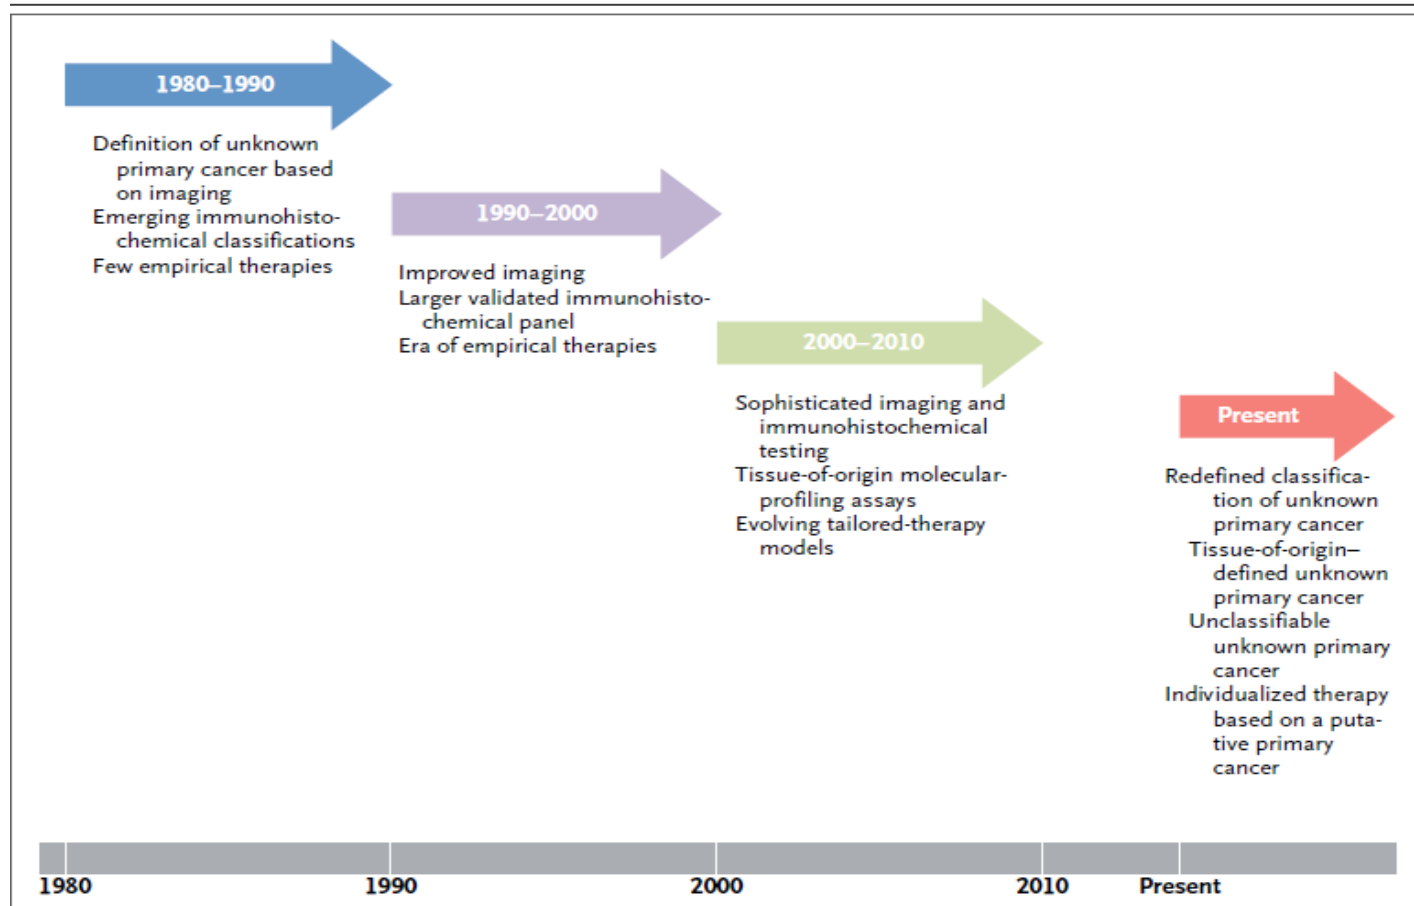 1980–1990
Definition of unknown
primary cancer based
on imaging
Emerging immunohisto-
chemical classifications
Few empirical therapies
1990–2000
Improved imaging
Larger validated immunohisto-
chemical panel
Era of empirical therapies
2000–2010
Sophisticated imaging and
immunohistochemical
testing
Tissue-of-origin molecular-
profiling assays
Evolving tailored-therapy
models
Present
Redefined classifica-
tion of unknown
primary cancer
Tissue-of-origin–
defined unknown
primary cancer
Unclassifiable
unknown primary
cancer
Individualized therapy
based on a puta-
tive primary
cancer
1980
1990
2000
2010
Present